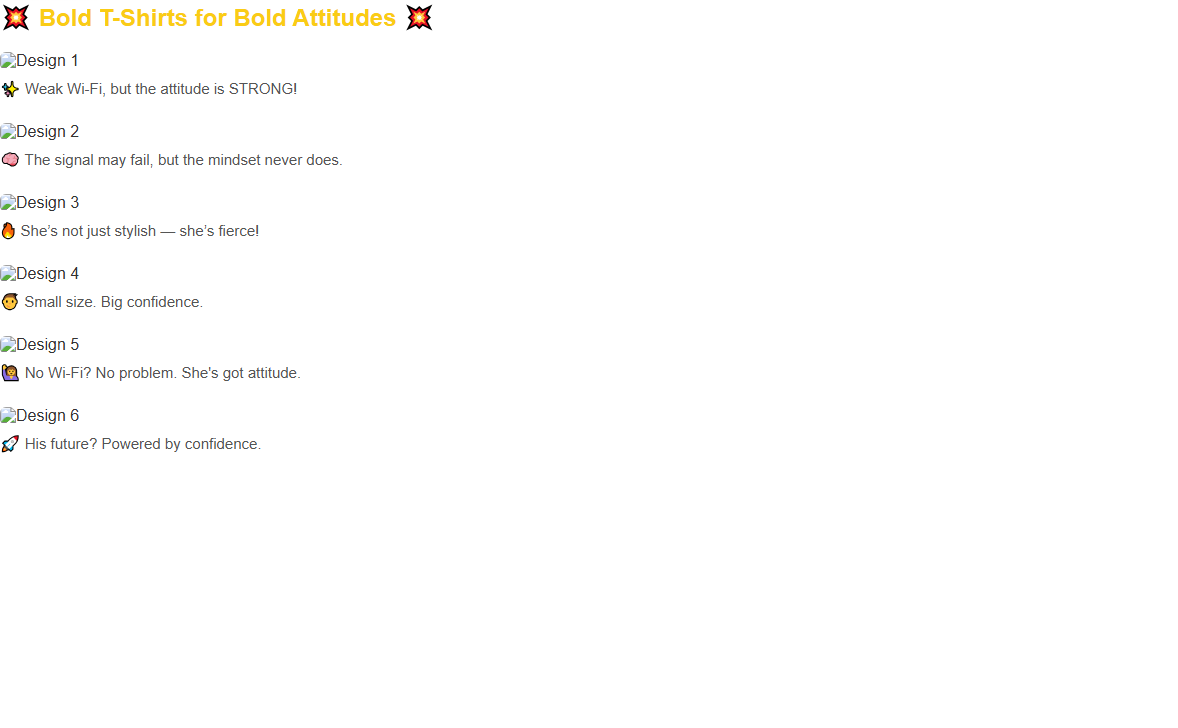 💥 Bold T-Shirts for Bold Attitudes 💥
Design 1
✨ Weak Wi-Fi, but the attitude is STRONG!
Design 2
🧠 The signal may fail, but the mindset never does.
Design 3
🔥 She’s not just stylish — she’s fierce!
Design 4
👦 Small size. Big confidence.
Design 5
🙋‍♀️ No Wi-Fi? No problem. She's got attitude.
Design 6
🚀 His future? Powered by confidence.